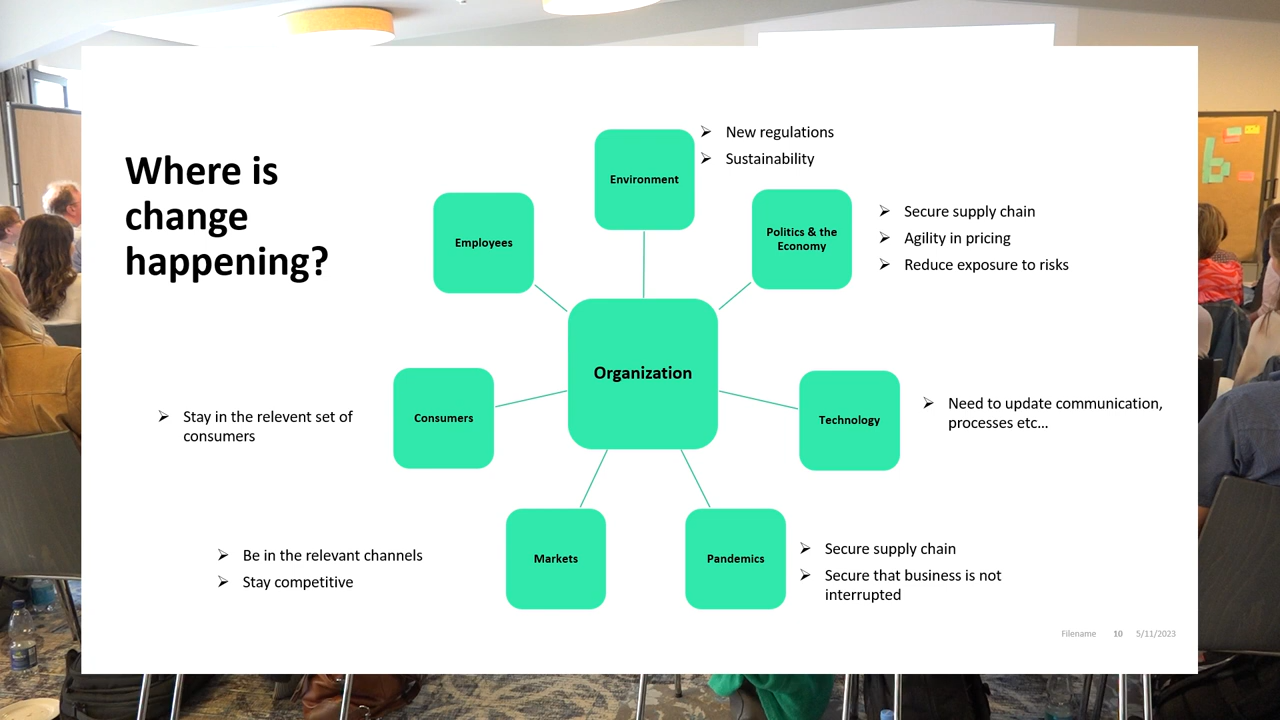 Where is
change
happening?
Environment
New regulations
Sustainability
Employees
Politics & the
Economy
Secure supply chain
Agility in pricing
Reduce exposure to risks
Organization
Consumers
Stay in the relevent set of
consumers
Technology
Need to update communication,
processes etc...
Markets
Be in the relevant channels
Stay competitive
Pandemics
Secure supply chain
Secure that business is not
interrupted
Filename 10 5/11/2023